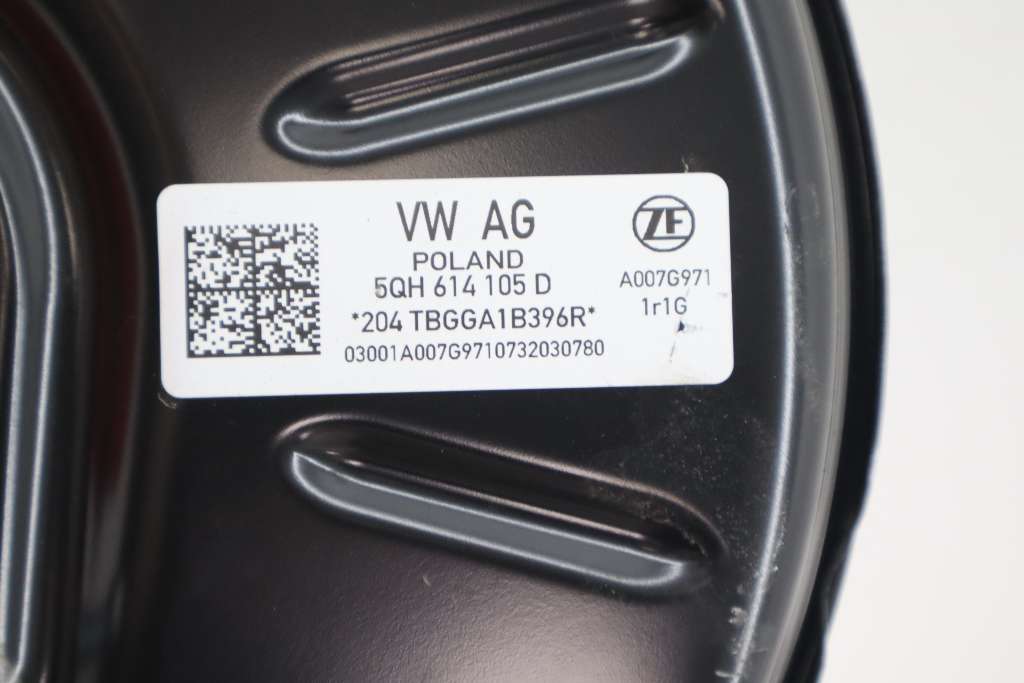 VW AG
POLAND
5QH 614 105 D
*204 TBGGA1B396R*
03001A007G9710732030780
ZF
A007G971
1r1G